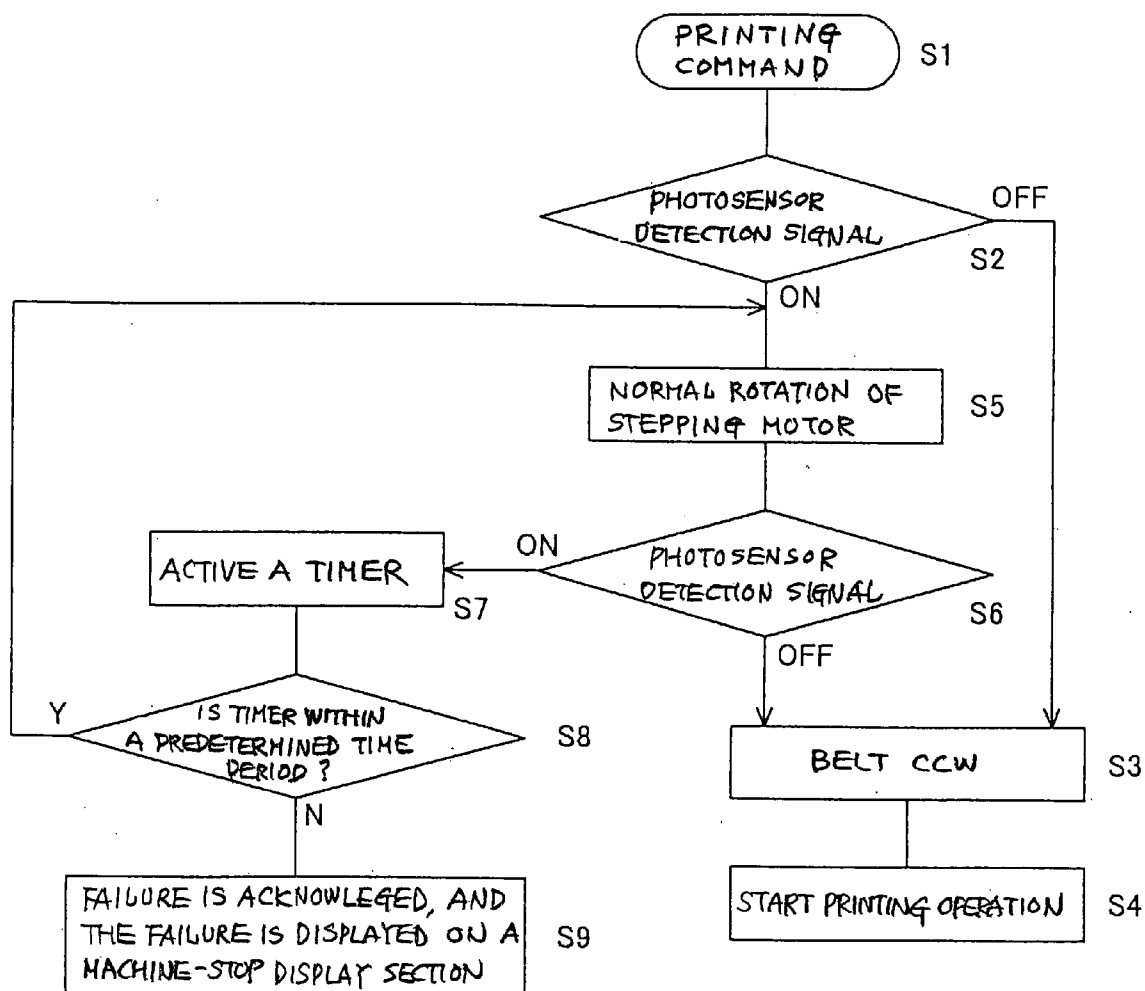 PRINTING
COMMAND
S1
PHOTOSENSOR
DETECTION SIGNAL
OFF
S2
ON
NORMAL ROTATION OF
STEPPING MOTOR
S5
PHOTOSENSOR
DETECTION SIGNAL
ON
S6
OFF
ACTIVE A TIMER
S7
IS TIMER WITHIN
A PREDETERMINED TIME
PERIOD?
Y
S8
N
BELT CCW
S3
START PRINTING OPERATION
S4
FAILURE IS ACKNOWLEGED, AND
THE FAILURE IS DISPLAYED ON A
MACHINE-STOP DISPLAY SECTION
S9